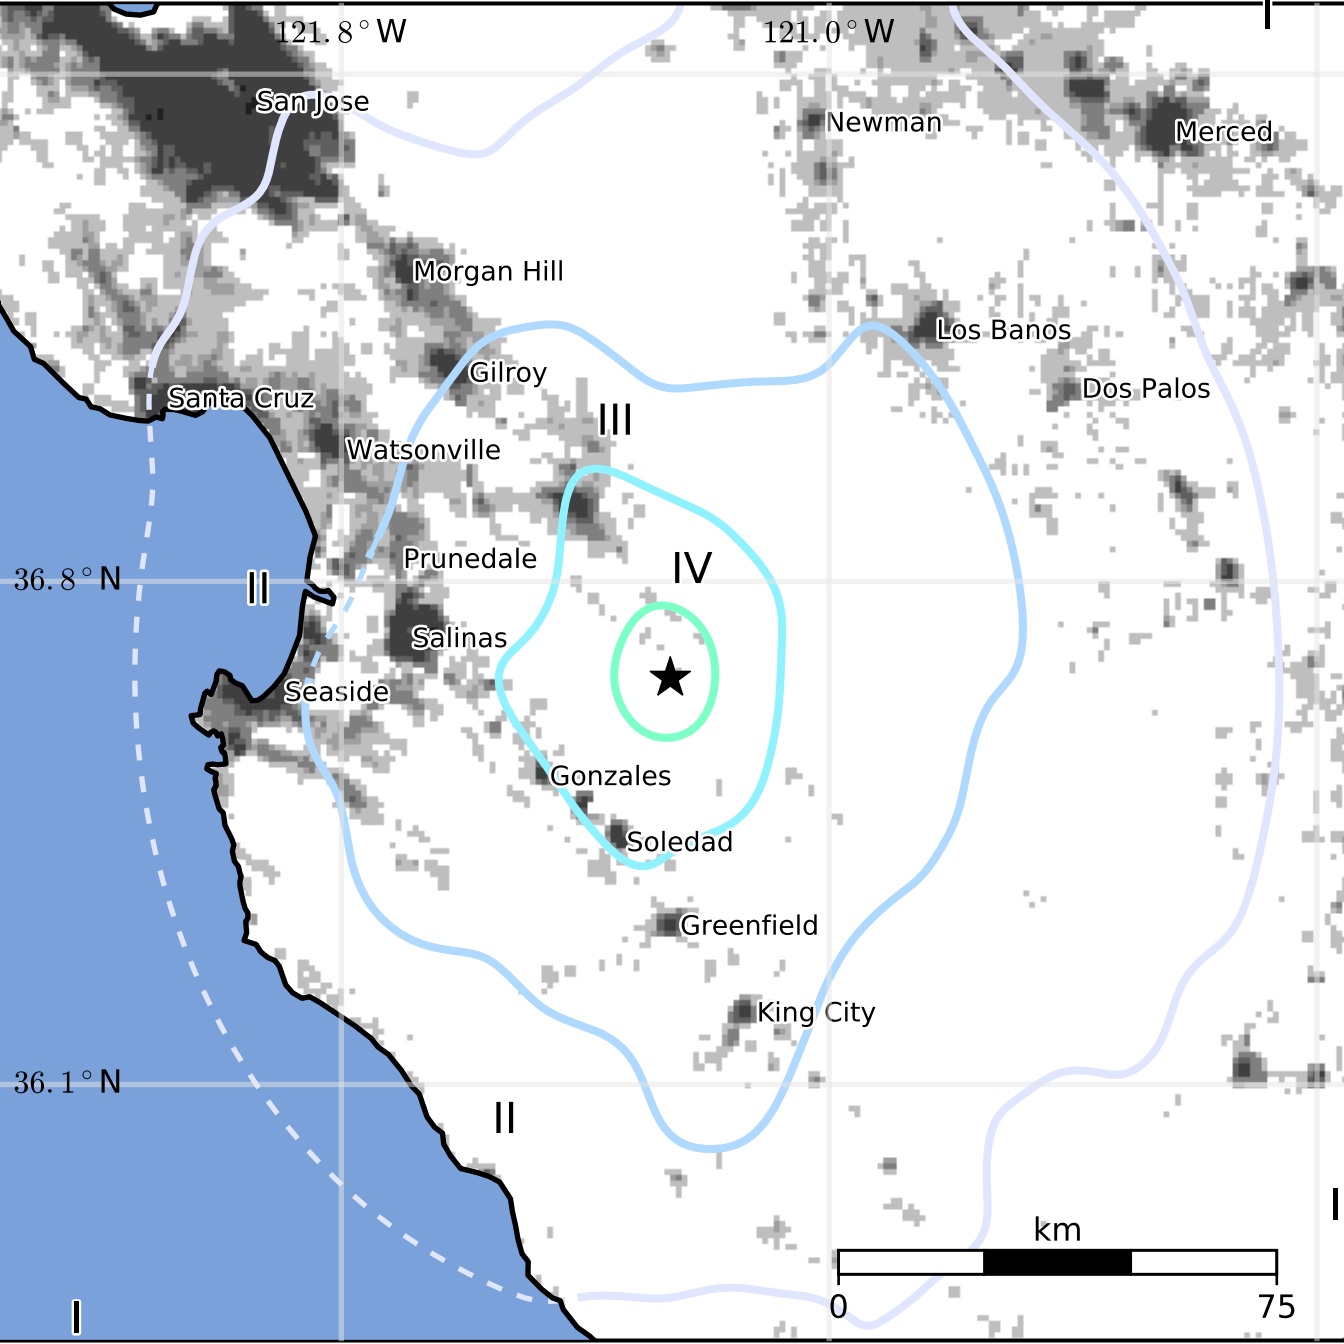 I
121.8°W
121.0°W
San Jose
Newman
Merced
Morgan Hill
Los Banos
Gilroy
Dos Palos
Santa Cruz
III
Watsonville
Prunedale
IV
36.8°N
II
Salinas
Seaside
Gonzales
Soledad
Greenfield
King City
36.1°N
II
I
km
0
75
I